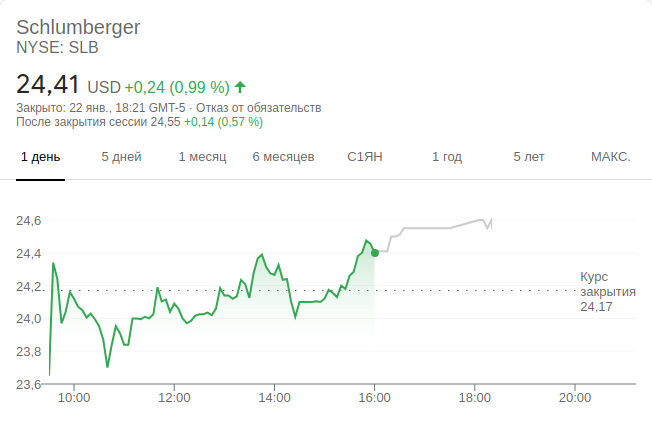 Schlumberger
NYSE: SLB
24,41 USD +0,24 (0,99 %)
Закрыто: 22 янв., 18:21 GMT-5 · Отказ от обязательств
После закрытия сессии 24,55 +0,14 (0,57 %)
1 день 5 дней 1 месяц 6 месяцев С1ЯН 1 год 5 лет МАКС.
24,6
24,4
24,2
24,0
23,8
23,6
Курс
закрытия
24,17
10:00 12:00 14:00 16:00 18:00 20:00